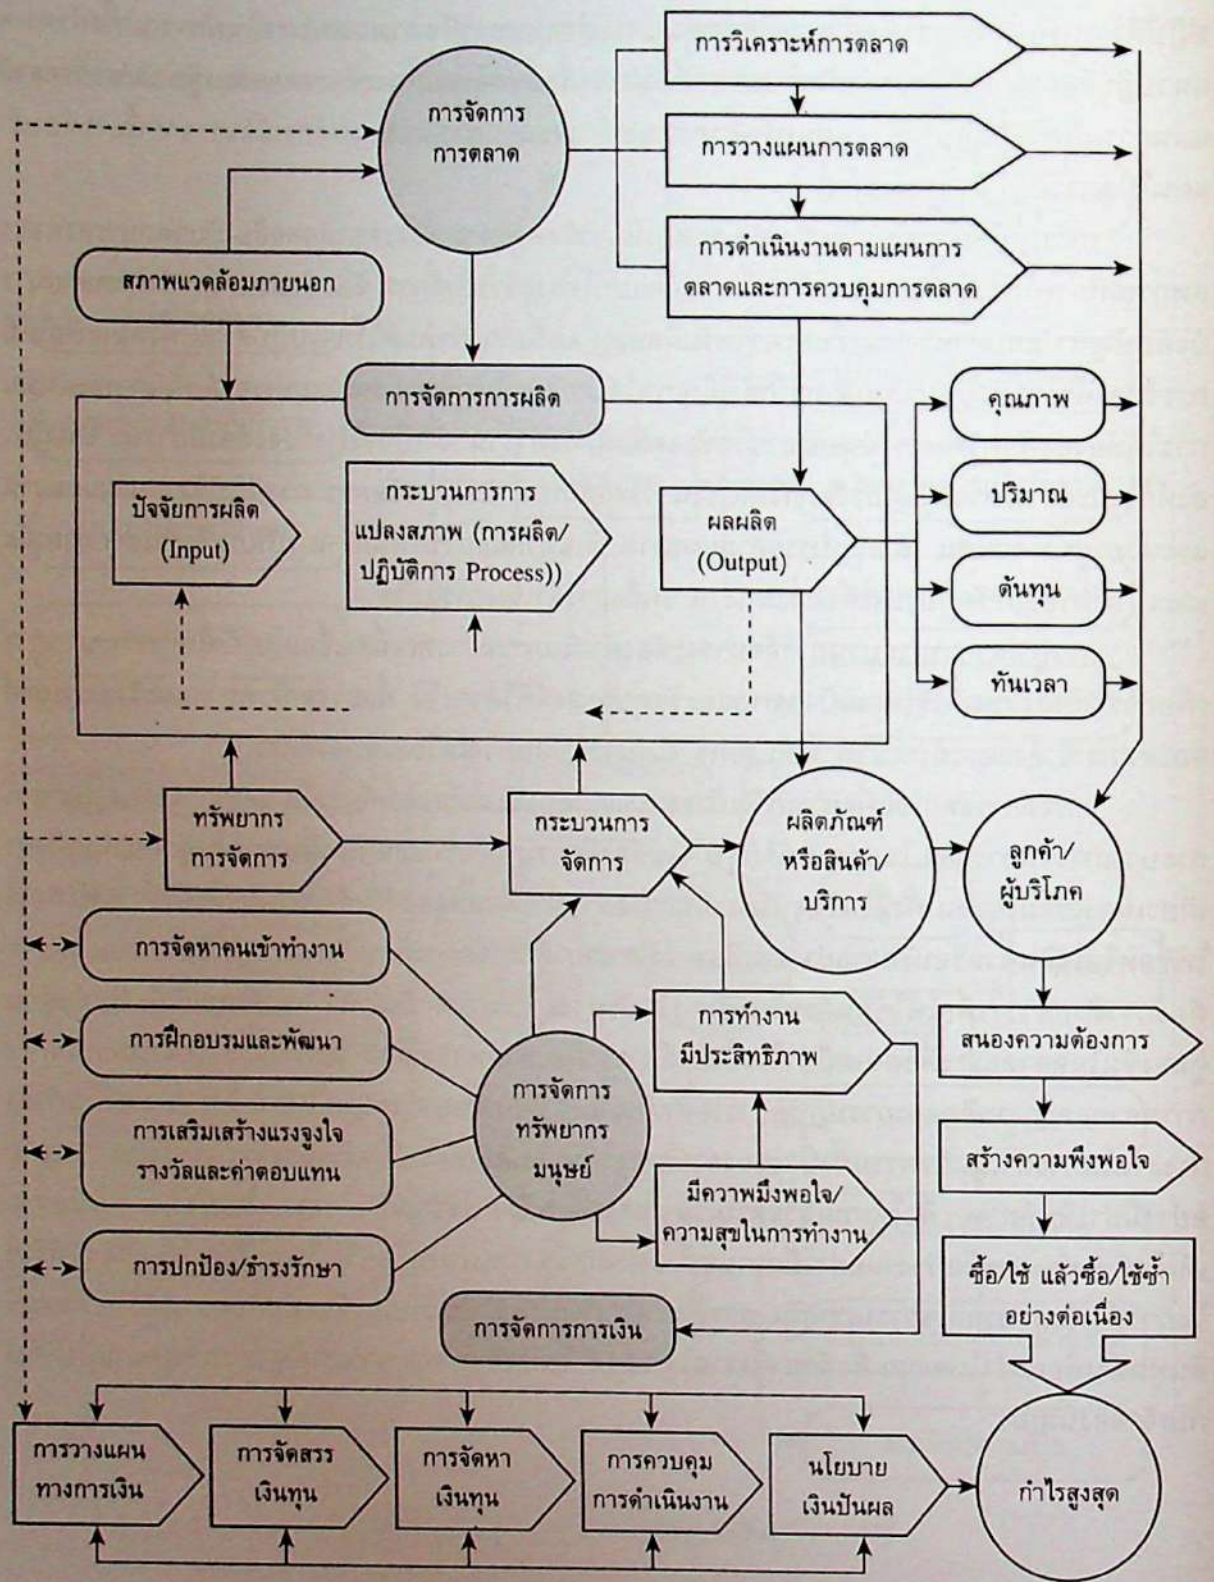 การวิเคราะห์การตลาด
การจัดการ
การตลาด
การวางแผนการตลาด
การดำเนินงานตามแผนการ
ตลาดและการควบคุมการตลาด
สภาพแวดล้อมภายนอก
การจัดการการผลิต
คุณภาพ
ปริมาณ
ต้นทุน
ทันเวลา
ปัจจัยการผลิต
(Input)
กระบวนการการ
แปลงสภาพ (การผลิต/
ปฏิบัติการ Process))
ผลผลิต
(Output)
ทรัพยากร
การจัดการ
กระบวนการ
จัดการ
ผลิตภัณฑ์
หรือสินค้า/
บริการ
ลูกค้า/
ผู้บริโภค
การจัดหาคนเข้าทำงาน
การฝึกอบรมและพัฒนา
การเสริมเสร้างแรงจูงใจ
รางวัลและค่าตอบแทน
การปกป้อง/ธำรงรักษา
การจัดการ
ทรัพยากร
มนุษย์
การทำงาน
มีประสิทธิภาพ
มีความมึงพอใจ/
ความสุขในการทำงาน
สนองความต้องการ
สร้างความพึงพอใจ
ซื้อ/ใช้ แล้วซื้อ/ใช้ซ้ำ
อย่างต่อเนื่อง
การจัดการการเงิน
การวางแผน
ทางการเงิน
การจัดสรร
เงินทุน
การจัดหา
เงินทุน
การควบคุม
การดำเนินงาน
นโยบาย
เงินปันผล
กำไรสูงสุด